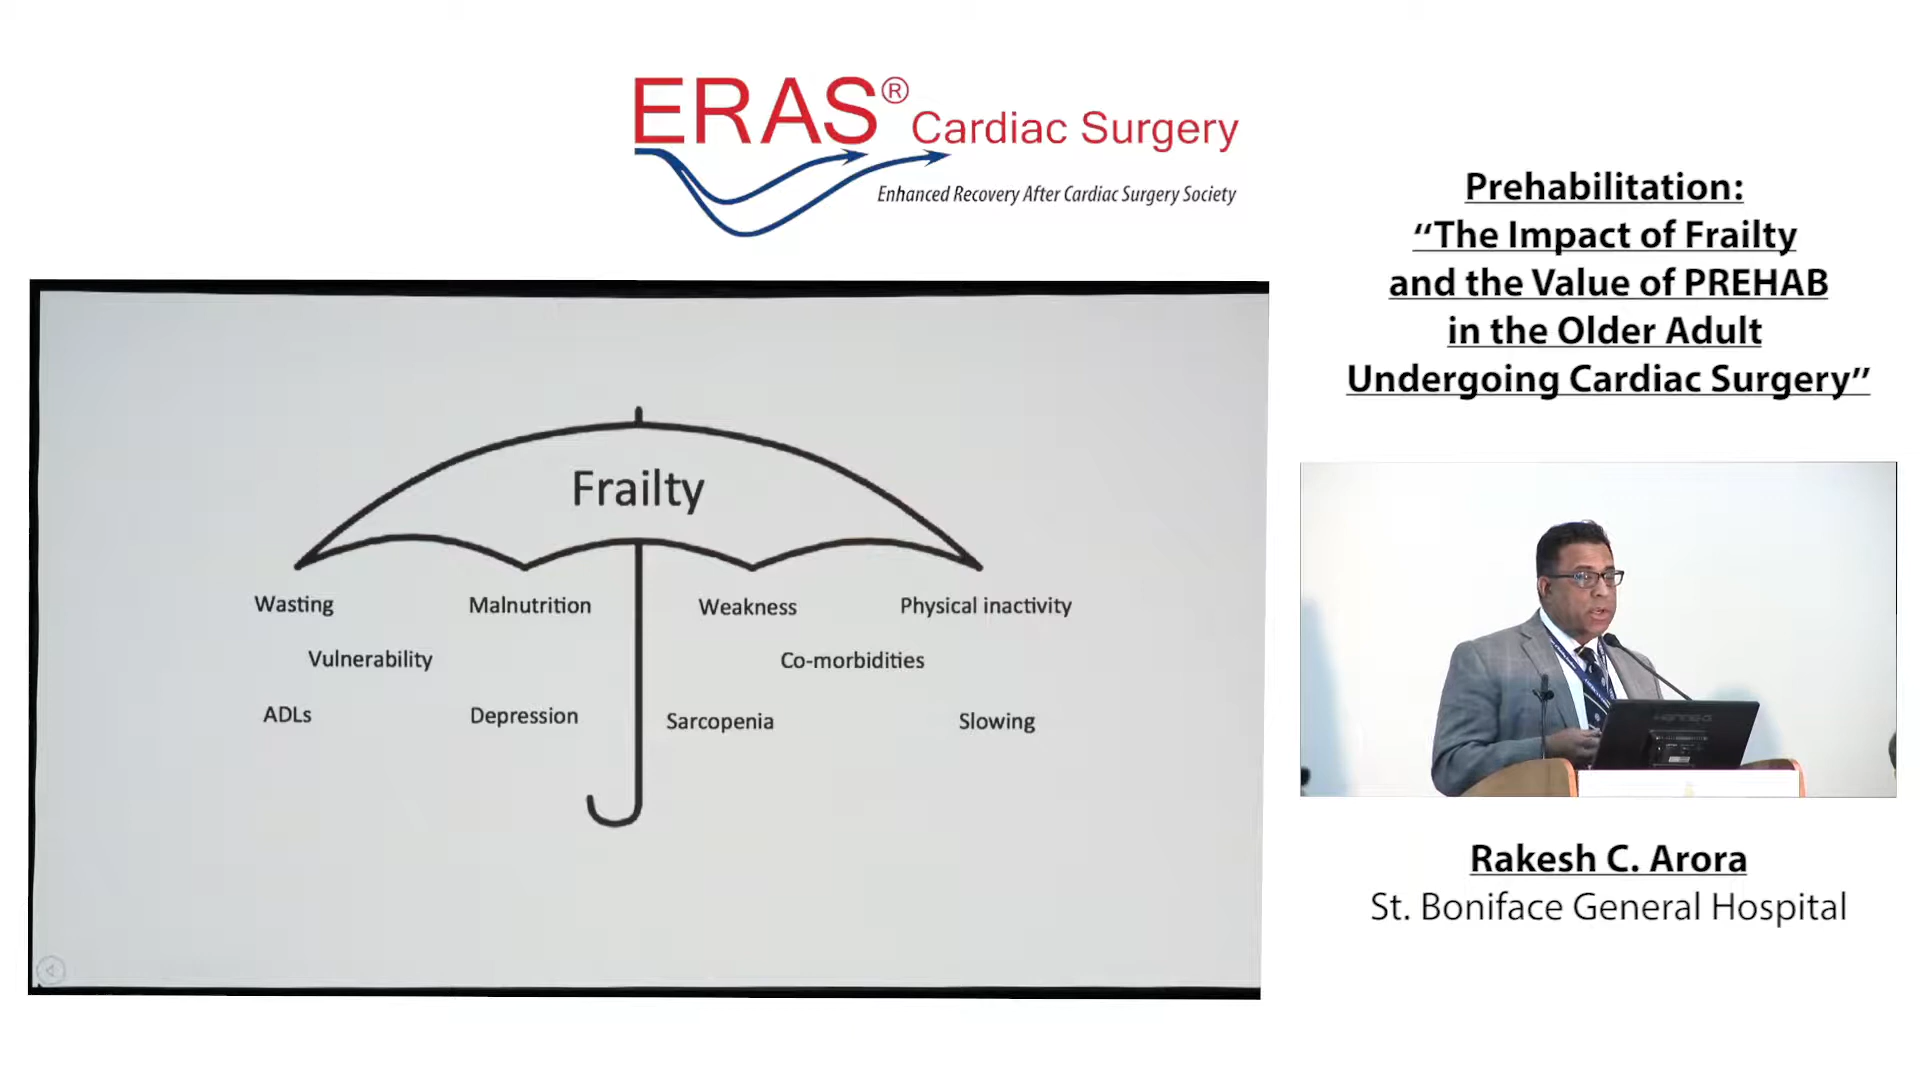 ERAS® Cardiac Surgery
Enhanced Recovery After Cardiac Surgery Society
Prehabilitation:
“The Impact of Frailty
and the Value of PREHAB
in the Older Adult
Undergoing Cardiac Surgery”
Frailty
Wasting Malnutrition Weakness Physical inactivity
Vulnerability Co-morbidities
ADLs Depression Sarcopenia Slowing
Rakesh C. Arora
St. Boniface General Hospital